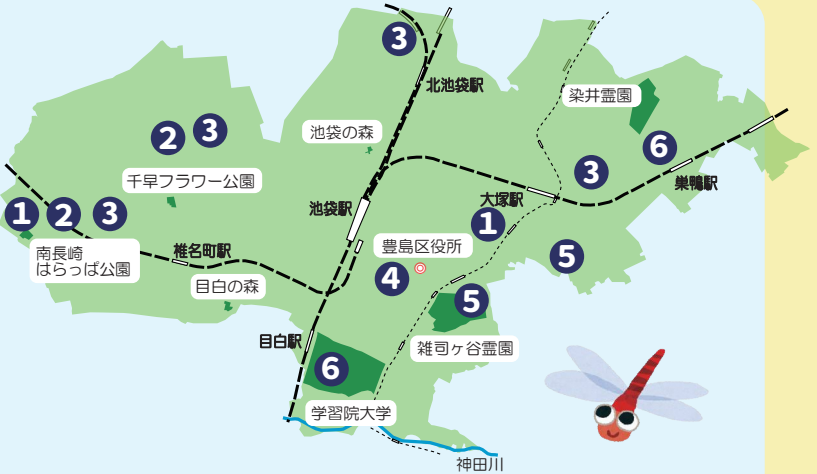 3
北池袋駅
染井霊園
2
3
池袋の森
6
千早フラワー公園
3
巣鴨駅
1
2
3
池袋駅
大塚駅
1
南長崎
はらっぱ公園
椎名町駅
豊島区役所
4
5
目白の森
5
目白駅
雑司ヶ谷霊園
6
学習院大学
神田川